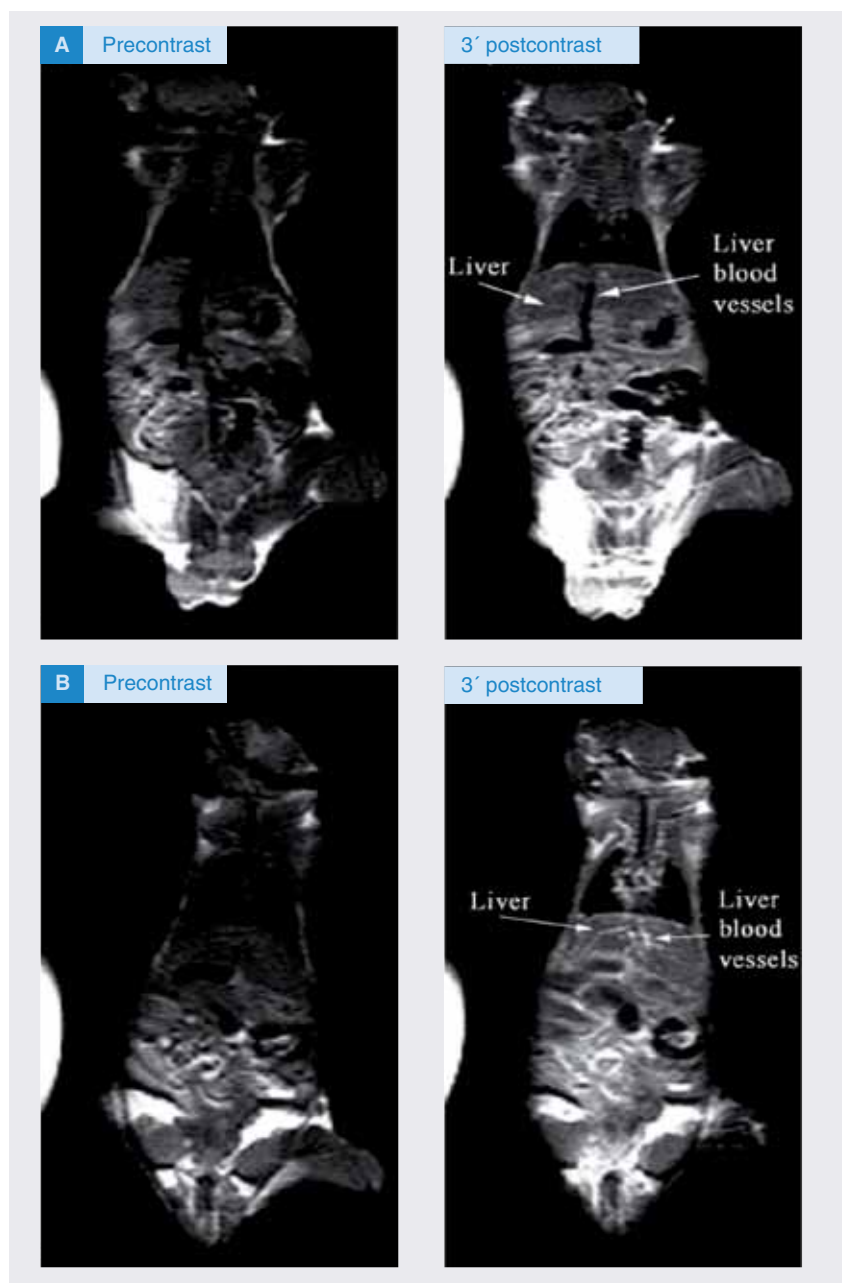 A Precontrast
3´ postcontrast
Liver
Liver
blood
vessels
B Precontrast
3´ postcontrast
Liver
Liver
blood
vessels